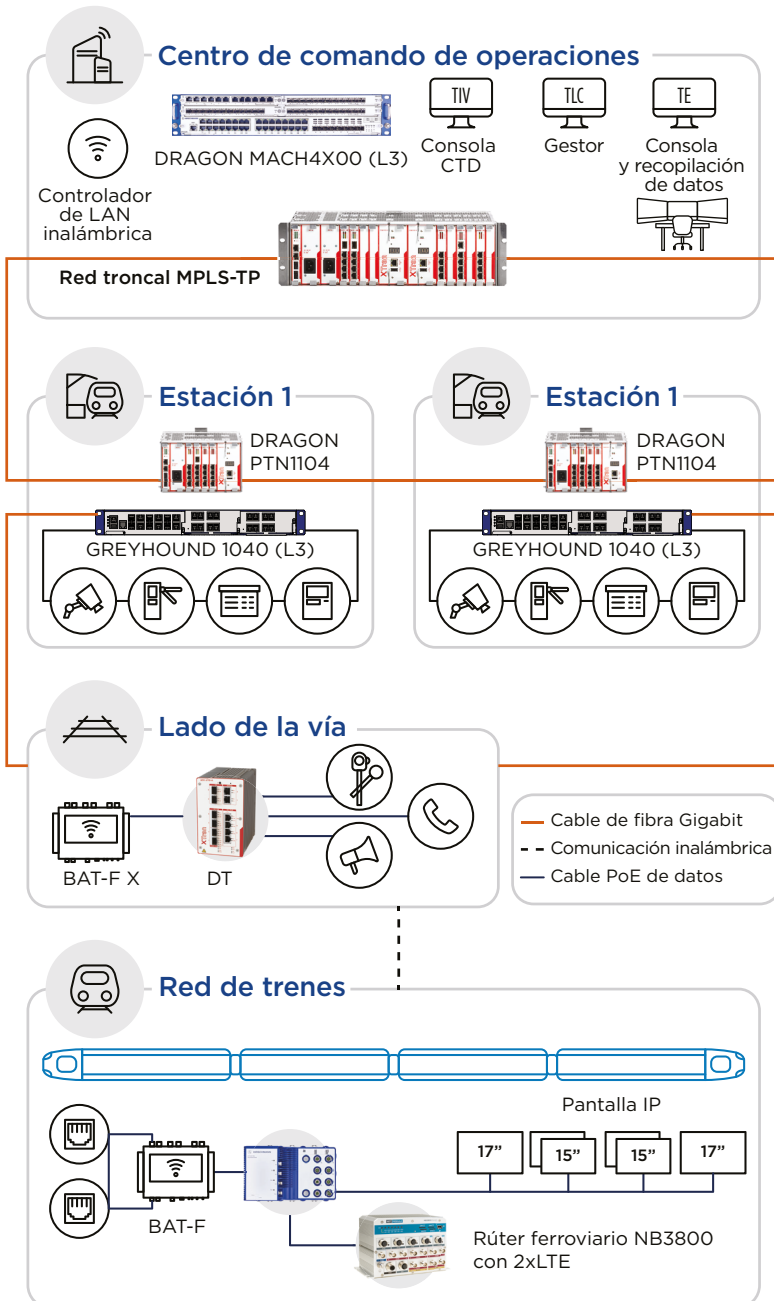 Centro de comando de operaciones
TIV
TLC
TE
DRAGON MACH4X00 (L3)
Consola
CTD
Gestor
Consola
y recopilación
de datos
Controlador
de LAN
inalámbrica
Red troncal MPLS-TP
Estación 1
DRAGON
PTN1104
GREYHOUND 1040 (L3)
Estación 1
DRAGON
PTN1104
GREYHOUND 1040 (L3)
Lado de la vía
BAT-F X
DT
Cable de fibra Gigabit
Comunicación inalámbrica
Cable PoE de datos
Red de trenes
Pantalla IP
17”
15”
15”
17”
BAT-F
Rúter ferroviario NB3800
con 2xLTE